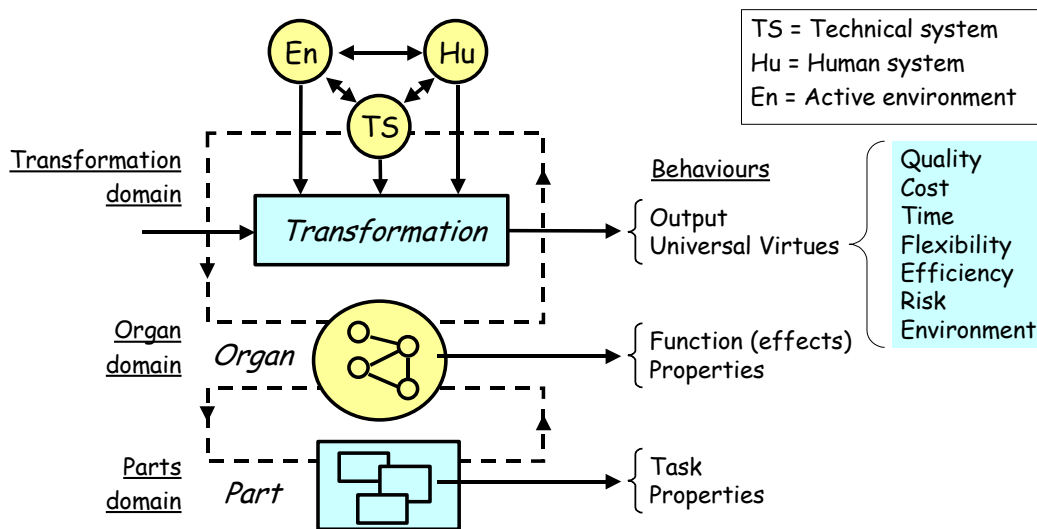 En
Hu
TS
TS = Technical system
Hu = Human system
En = Active environment
Transformation
domain
Transformation
Behaviours
Output
Universal Virtues
Quality
Cost
Time
Flexibility
Efficiency
Risk
Environment
Organ
domain
Organ
Function (effects)
Properties
Parts
domain
Part
Task
Properties